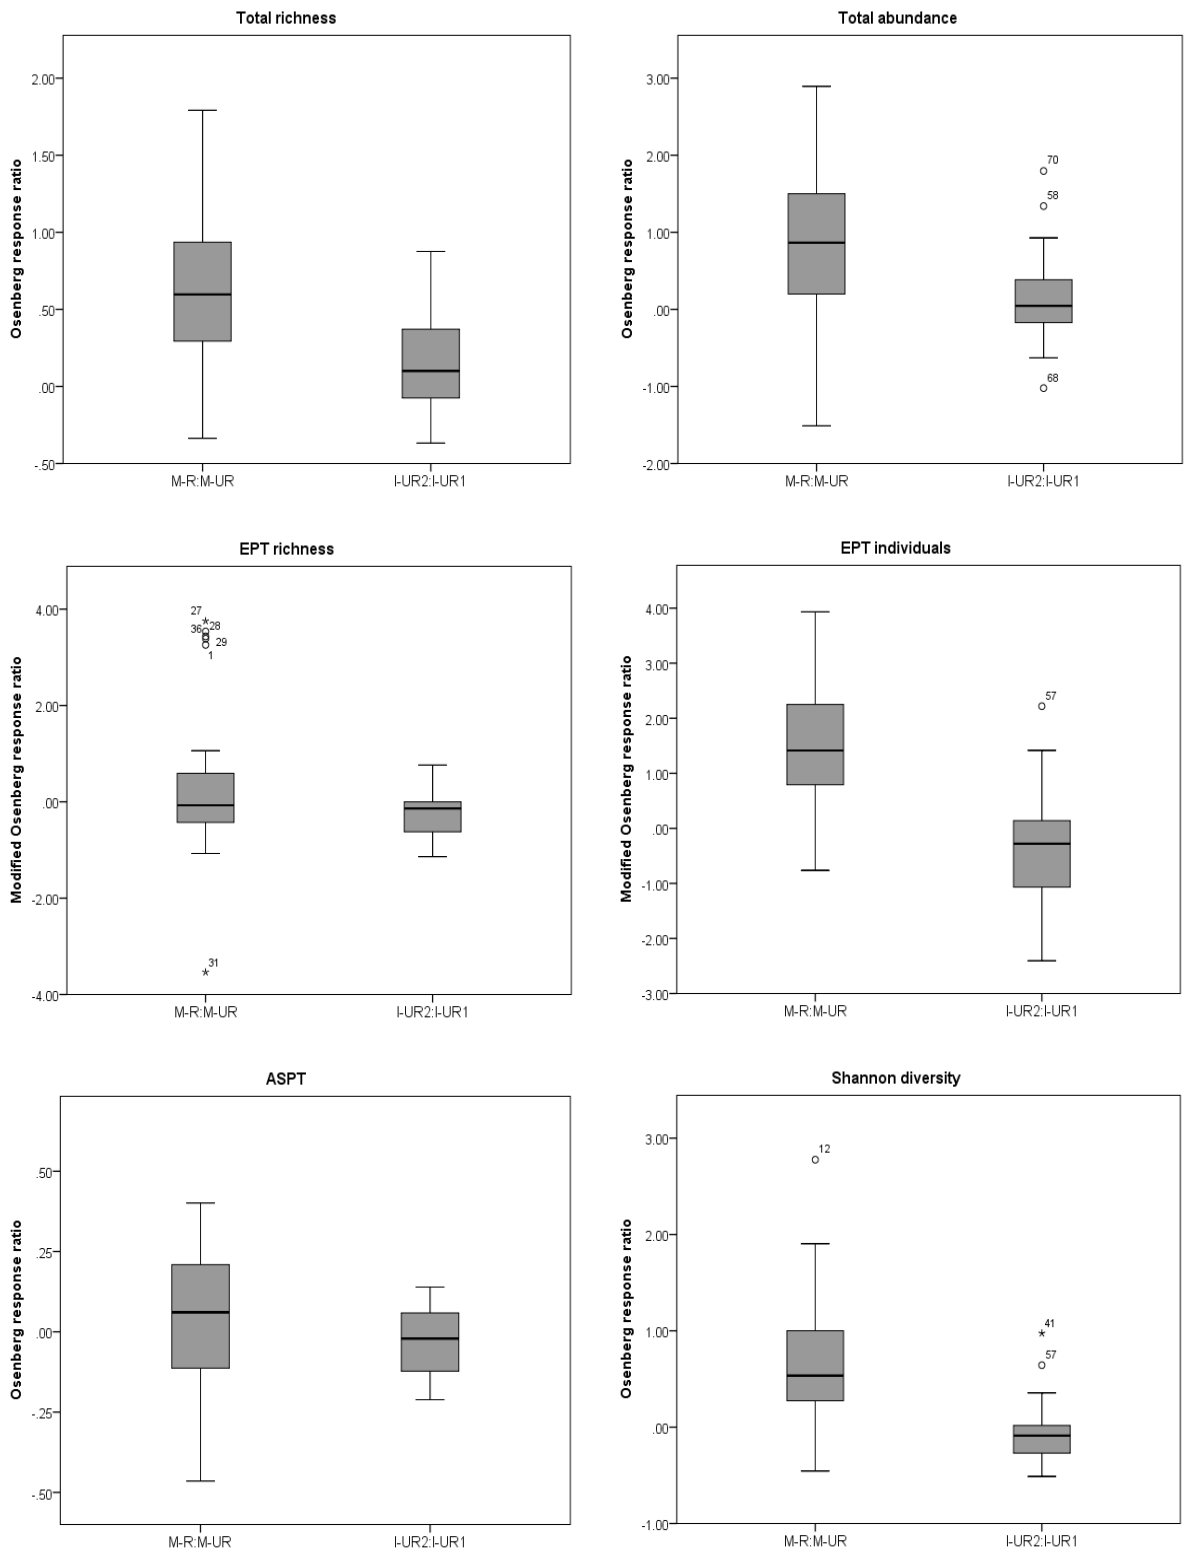 Total richness
Osenberg response ratio
2.00
1.50
1.00
.50
.00
-.50
M-R:M-UR
I-UR2:I-UR1
Total abundance
Osenberg response ratio
3.00
2.00
1.00
.00
-1.00
-2.00
70
58
68
M-R:M-UR
I-UR2:I-UR1
EPT richness
Modified Osenberg response ratio
4.00
2.00
.00
-2.00
-4.00
27
28
36
29
1
31
M-R:M-UR
I-UR2:I-UR1
EPT individuals
Modified Osenberg response ratio
4.00
3.00
2.00
1.00
.00
-1.00
-2.00
-3.00
57
M-R:M-UR
I-UR2:I-UR1
ASPT
Osenberg response ratio
.50
.25
.00
-.25
-.50
M-R:M-UR
I-UR2:I-UR1
Shannon diversity
Osenberg response ratio
3.00
2.00
1.00
.00
-1.00
12
41
57
M-R:M-UR
I-UR2:I-UR1